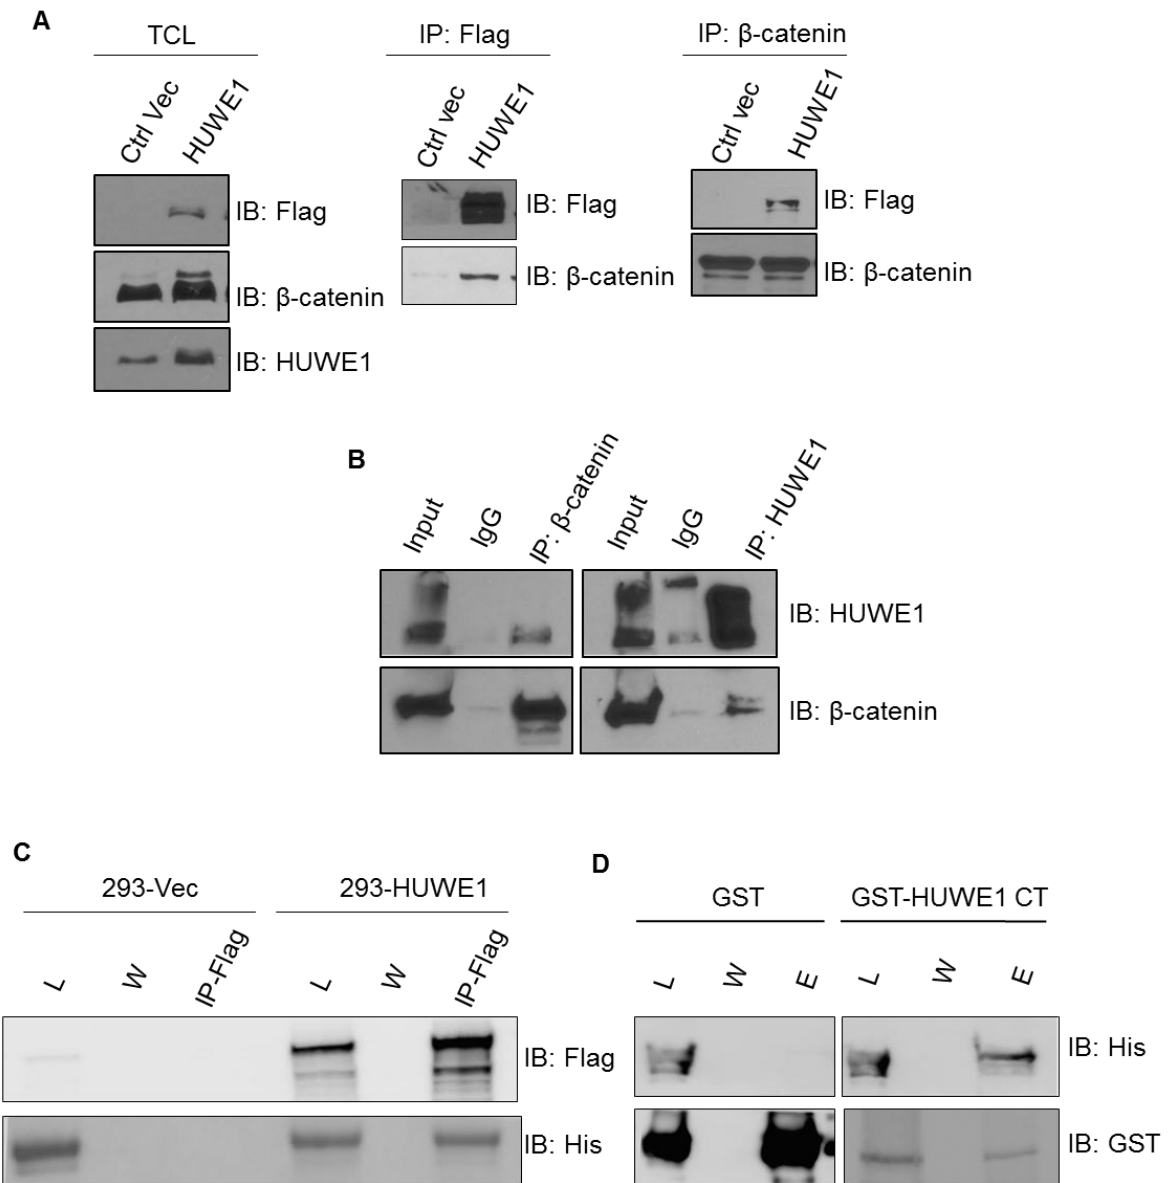 A
TCL
IP: Flag
IP: β-catenin
Ctrl Vec
HUWE1
Ctrl vec
HUWE1
Ctrl vec
HUWE1
IB: Flag
IB: Flag
IB: Flag
IB: β-catenin
IB: β-catenin
IB: β-catenin
IB: HUWE1
B
Input
IgG
IP: β-catenin
Input
IgG
IP: HUWE1
IB: HUWE1
IB: β-catenin
C
293-Vec
293-HUWE1
L
W
IP-Flag
L
W
IP-Flag
IB: Flag
IB: His
D
GST
GST-HUWE1 CT
L
W
E
L
W
E
IB: His
IB: GST